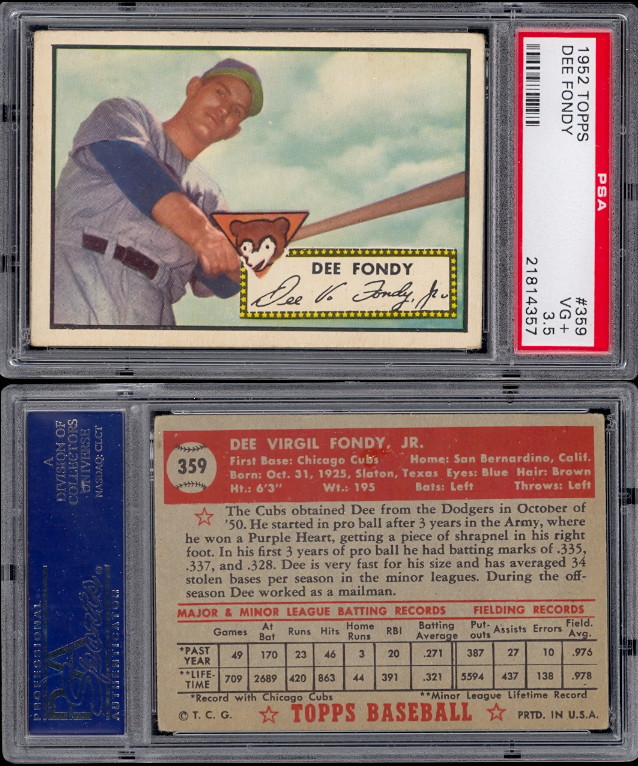 1952 TOPPS
DEE FONDY
PSA
#359
VG+
3.5
21814357
DEE FONDY
Dee V. Fondy, Jr.
A
DIVISION OF
COLLECTORS
UNIVERSE
NASDAQ: CLCT
PROFESSIONAL
PSA
Sports
AUTHENTICATOR
359
DEE VIRGIL FONDY, JR.
First Base: Chicago Cubs Home: San Bernardino, Calif.
Born: Oct. 31, 1925, Slaton, Texas Eyes: Blue Hair: Brown
Ht.: 6'3" Wt.: 195 Bats: Left Throws: Left
The Cubs obtained Dee from the Dodgers in October of
'50. He started in pro ball after 3 years in the Army, where
he won a Purple Heart, getting a piece of shrapnel in his right
foot. In his first 3 years of pro ball he had batting marks of .335,
.337, and .328. Dee is very fast for his size and has averaged 34
stolen bases per season in the minor leagues. During the off-
season Dee worked as a mailman.
MAJOR & MINOR LEAGUE BATTING RECORDS FIELDING RECORDS
Games At Bat Runs Hits Home Runs RBI Batting Average Put-outs Assists Errors Field. Avg.
*PAST YEAR 49 170 23 46 3 20 .271 387 27 10 .976
**LIFE-TIME 709 2689 420 863 44 391 .321 5594 437 138 .978
*Record with Chicago Cubs **Minor League Lifetime Record
© T. C. G. TOPPS BASEBALL PRTD. IN U.S.A.